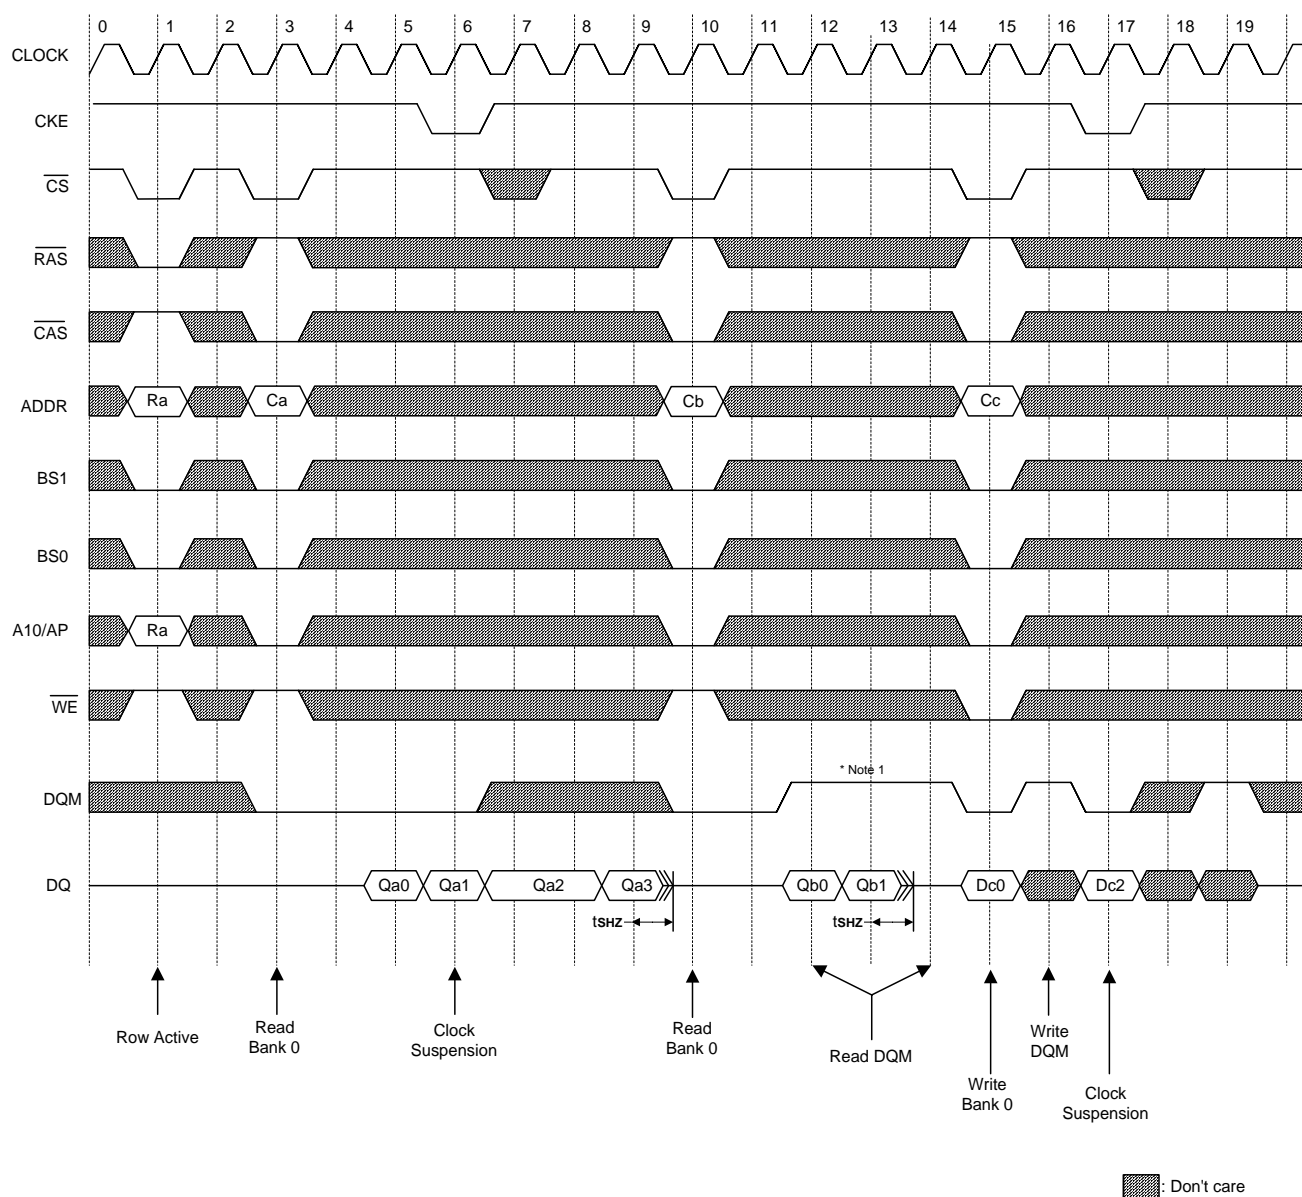 0 1 2 3 4 5 6 7 8 9 10 11 12 13 14 15 16 17 18 19
CLOCK
CKE
CS
RAS
CAS
ADDR Ra Ca Cb Cc
BS1
BS0
A10/AP Ra
WE
* Note 1
DQM
DQ Qa0 Qa1 Qa2 Qa3 Qb0 Qb1 Dc0 Dc2
tSHZ tSHZ
Row Active
Read
Bank 0
Clock
Suspension
Read
Bank 0
Read DQM
Write
Bank 0
Write
DQM
Clock
Suspension
: Don't care